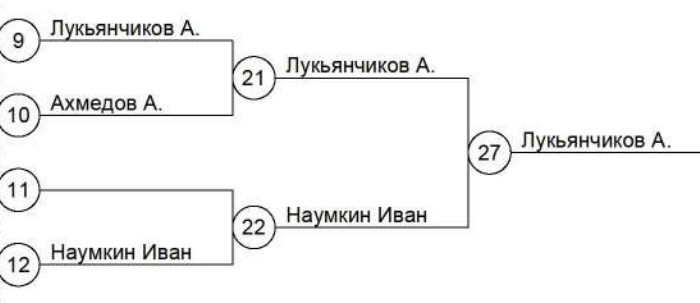 9 Лукьянчиков А.
21 Лукьянчиков А.
10 Ахмедов А.
27 Лукьянчиков А.
11
22 Наумкин Иван
12 Наумкин Иван